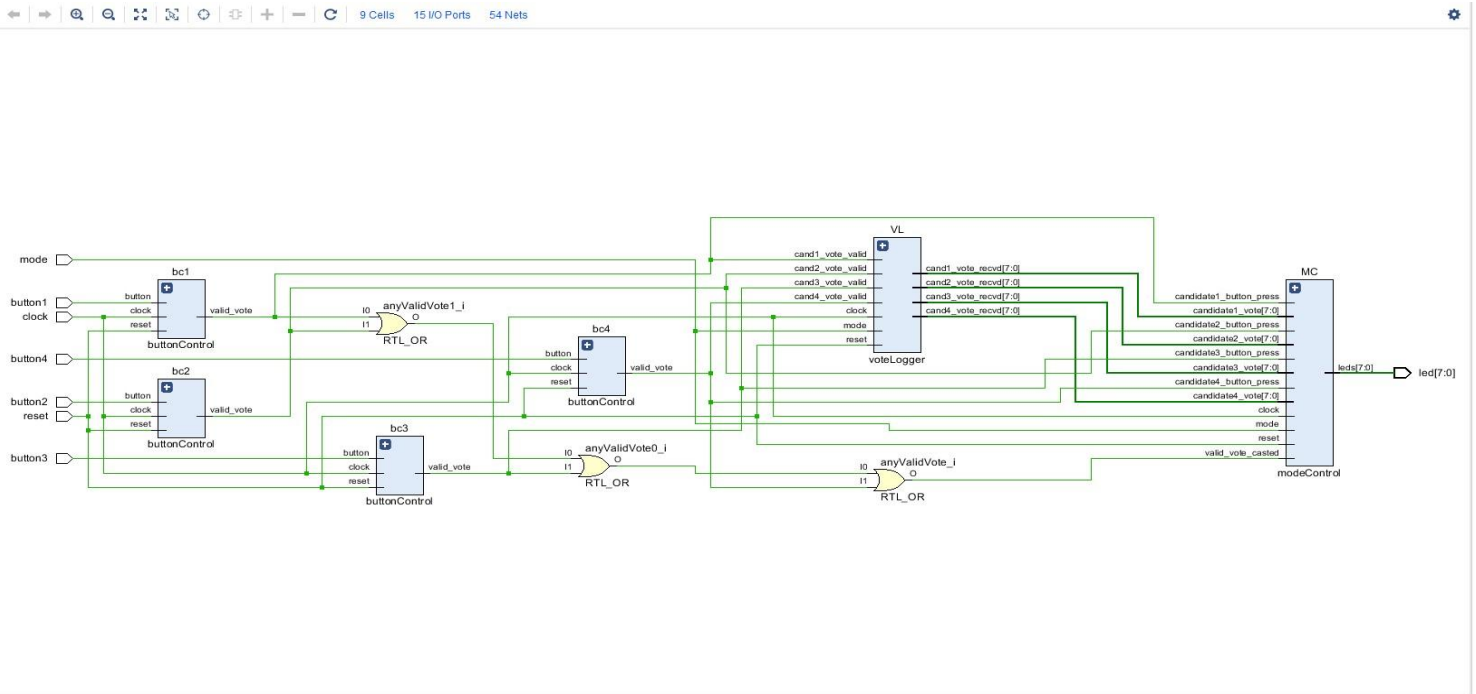 9 Cells 15 I/O Ports 54 Nets
mode
button1
clock
button4
button2
reset
button3
bc1
button
clock
reset
valid_vote
buttonControl
bc2
button
clock
reset
valid_vote
buttonControl
anyValidVote1_i
I0
I1
O
RTL_OR
bc3
button
clock
reset
valid_vote
buttonControl
bc4
button
clock
reset
valid_vote
buttonControl
anyValidVote0_i
I0
I1
O
RTL_OR
VL
cand1_vote_valid
cand2_vote_valid
cand3_vote_valid
cand4_vote_valid
clock
mode
reset
cand1_vote_recvd[7:0]
cand2_vote_recvd[7:0]
cand3_vote_recvd[7:0]
cand4_vote_recvd[7:0]
voteLogger
anyValidVote_i
I0
I1
O
RTL_OR
MC
candidate1_button_press
candidate1_vote[7:0]
candidate2_button_press
candidate2_vote[7:0]
candidate3_button_press
candidate3_vote[7:0]
candidate4_button_press
candidate4_vote[7:0]
clock
mode
reset
valid_vote_casted
leds[7:0]
modeControl
led[7:0]